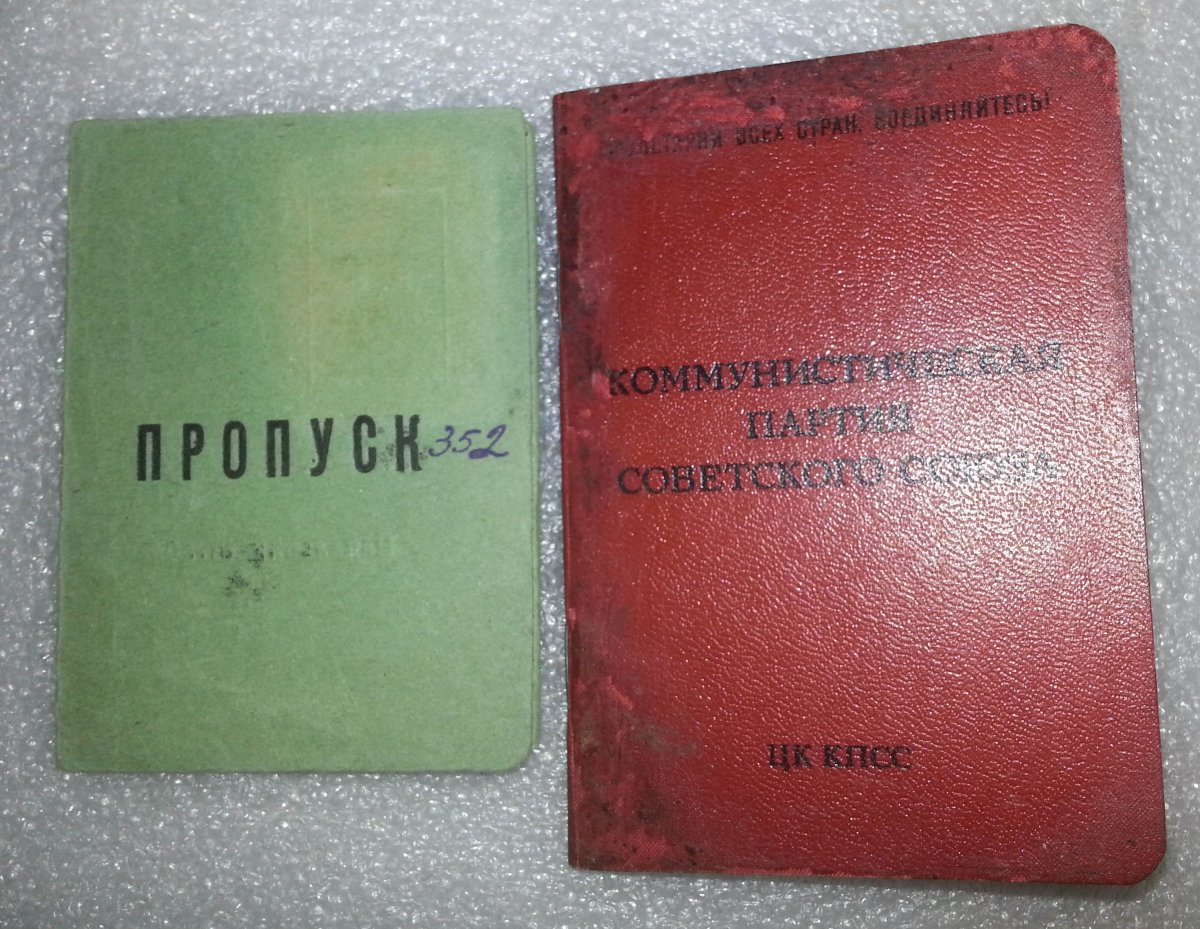 ПРОПУСК 352
ПРОЛЕТАРИИ ВСЕХ СТРАН, СОЕДИНЯЙТЕСЬ!
КОММУНИСТИЧЕСКАЯ
ПАРТИЯ
СОВЕТСКОГО СОЮЗА
ЦК КПСС